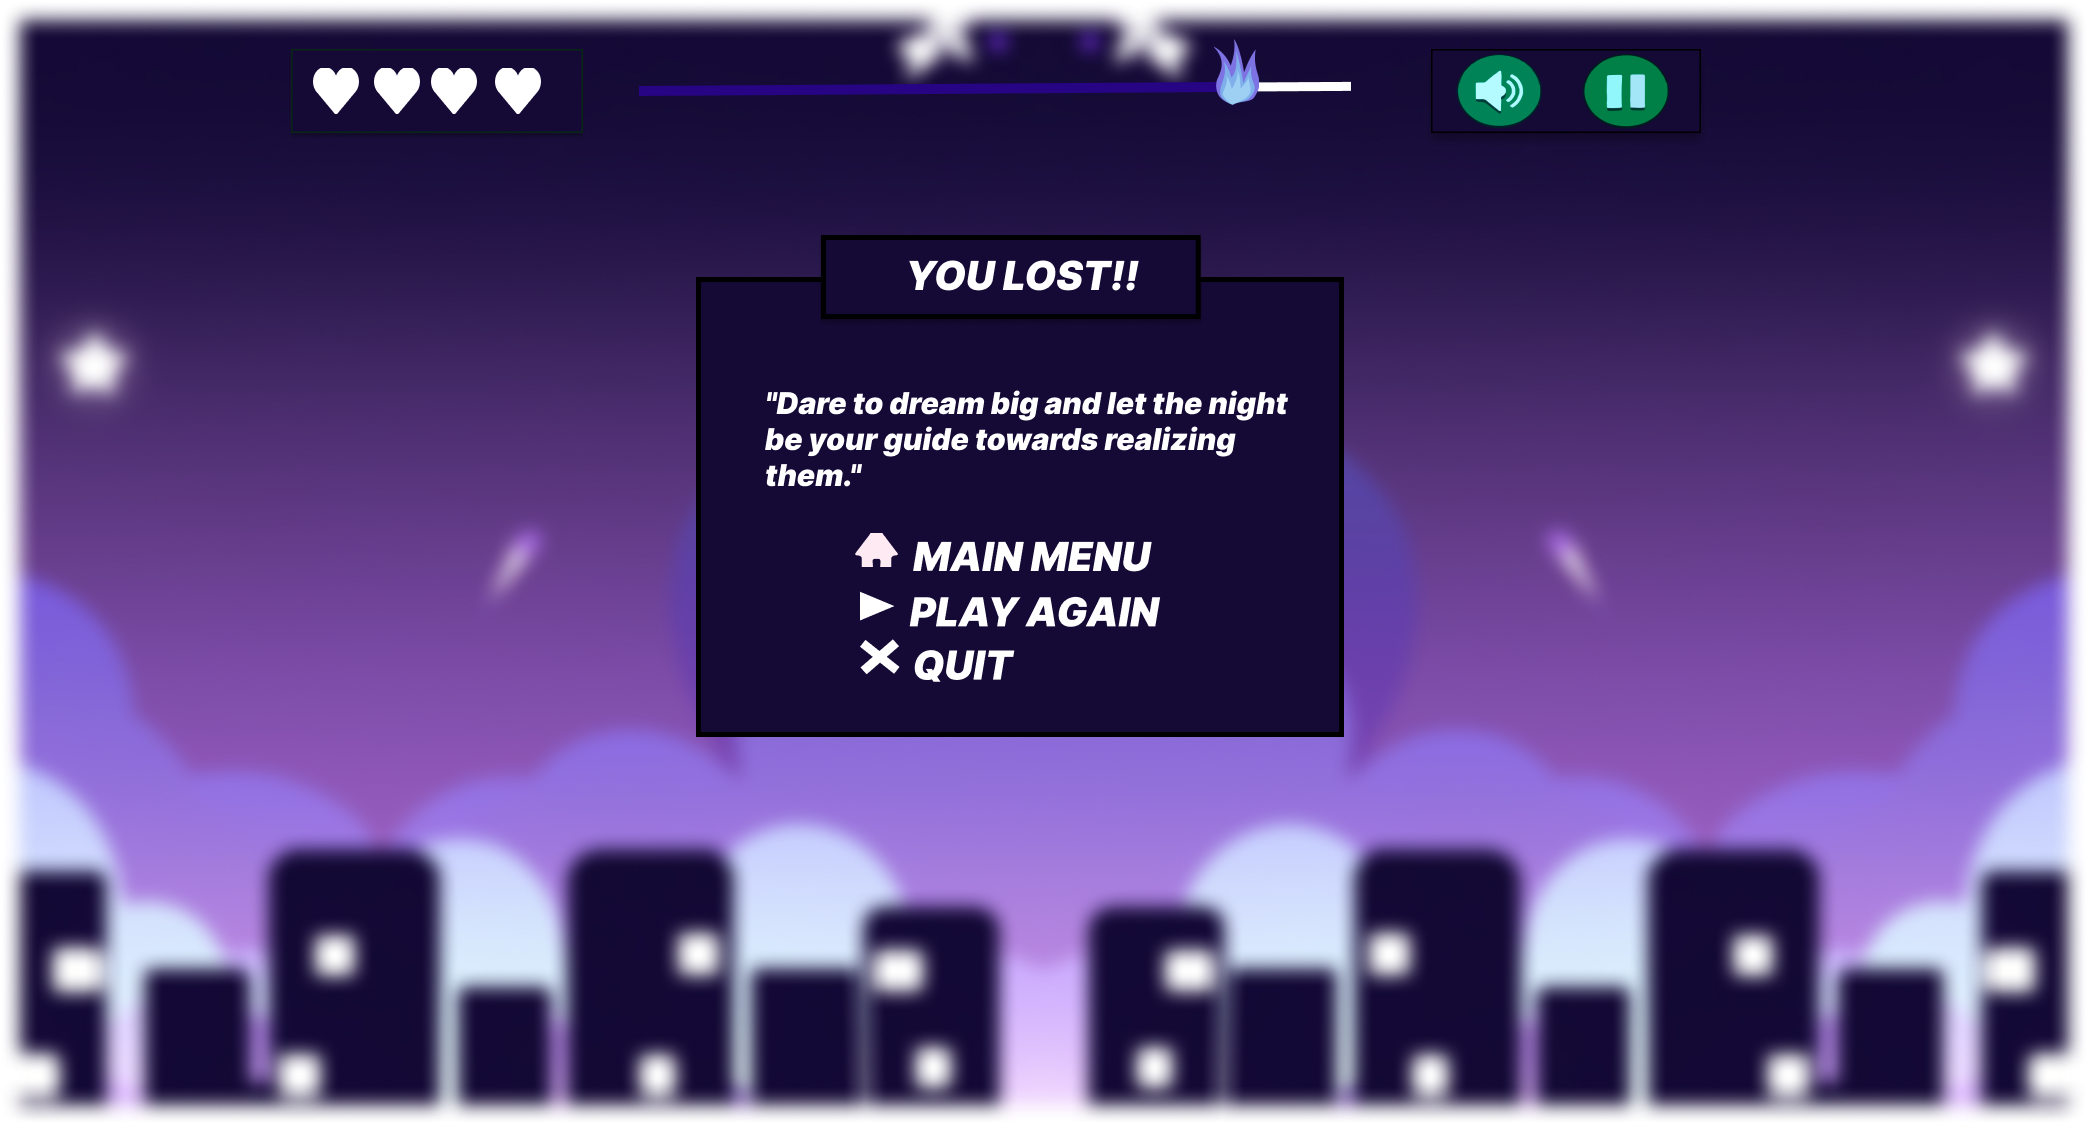 YOU LOST!!
"Dare to dream big and let the night
be your guide towards realizing
them."
MAIN MENU
PLAY AGAIN
QUIT